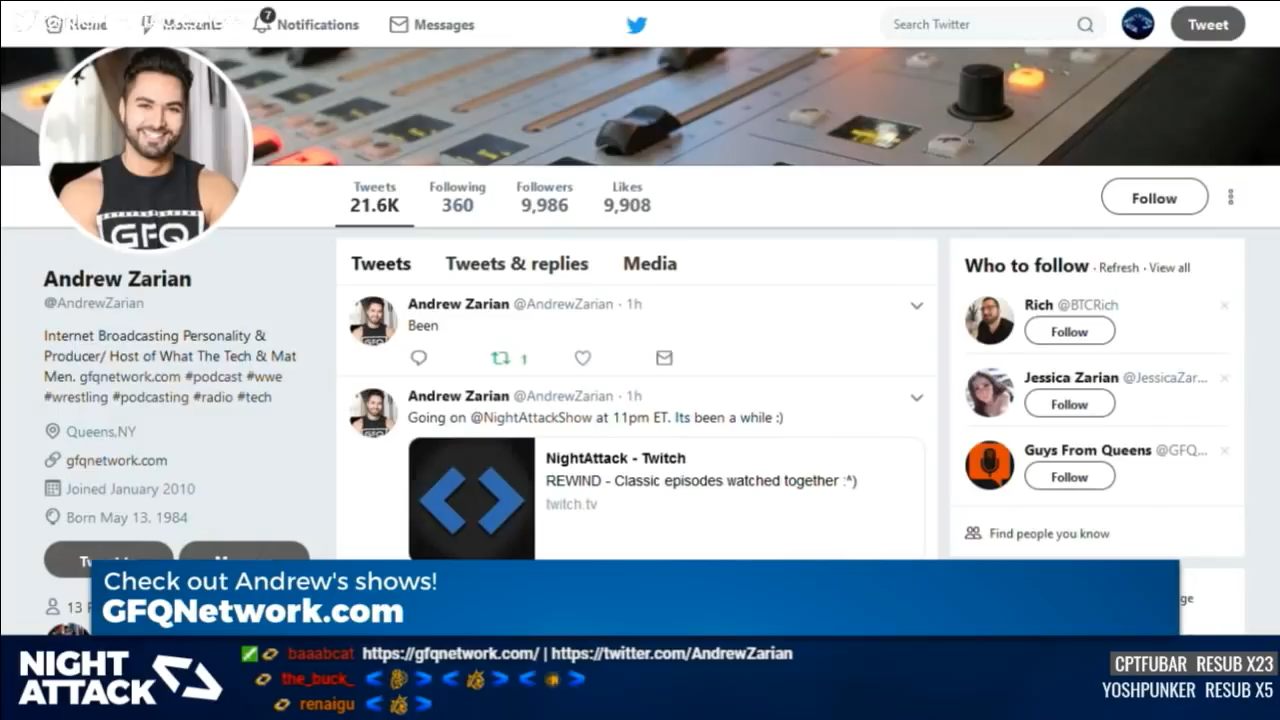 Home
Moments
7
Notifications
Messages
Search Twitter
Tweet
GFQ
Tweets
Following
Followers
Likes
21.6K
360
9,986
9,908
Follow
Andrew Zarian
@AndrewZarian
Internet Broadcasting Personality &
Producer/ Host of What The Tech & Mat
Men. gfqnetwork.com #podcast #wwe
#wrestling #podcasting #radio #tech
Queens,NY
gfqnetwork.com
Joined January 2010
Born May 13, 1984
13
Tweets Tweets & replies Media
Andrew Zarian @AndrewZarian · 1h
Been
1
Andrew Zarian @AndrewZarian · 1h
Going on @NightAttackShow at 11pm ET. Its been a while :)
NightAttack - Twitch
REWIND - Classic episodes watched together :^)
twitch.tv
Who to follow · Refresh · View all
Rich @BTCRich
Follow
Jessica Zarian @JessicaZar...
Follow
Guys From Queens @GFQ...
Follow
Find people you know
ge
Check out Andrew's shows!
GFQNetwork.com
NIGHT
ATTACK
baaabcat https://gfqnetwork.com/ | https://twitter.com/AndrewZarian
the_buck_
renaigu
CPTFUBAR RESUB X23
YOSHPUNKER RESUB X5